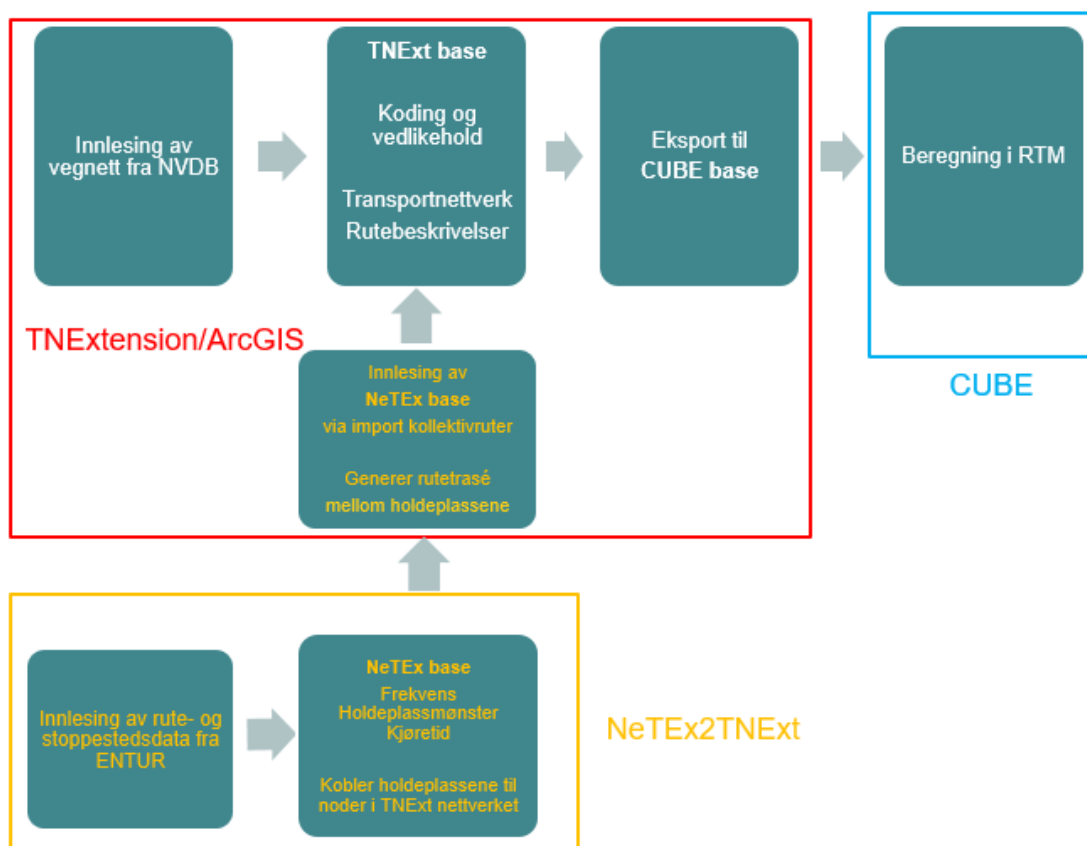 Innlesing av
vegnett fra NVDB
TNExt base
Koding og
vedlikehold
Transportnettverk
Rutebeskrivelser
Eksport til
CUBE base
Beregning i RTM
TNExtension/ArcGIS
CUBE
Innlesing av
NeTEx base
via import kollektivruter
Generer rutetrasé
mellom holdeplassene
Innlesing av rute- og
stoppestedsdata fra
ENTUR
NeTEx base
Frekvens
Holdeplassmønster
Kjøretid
Kobler holdeplassene til
noder i TNExt nettverket
NeTEx2TNExt